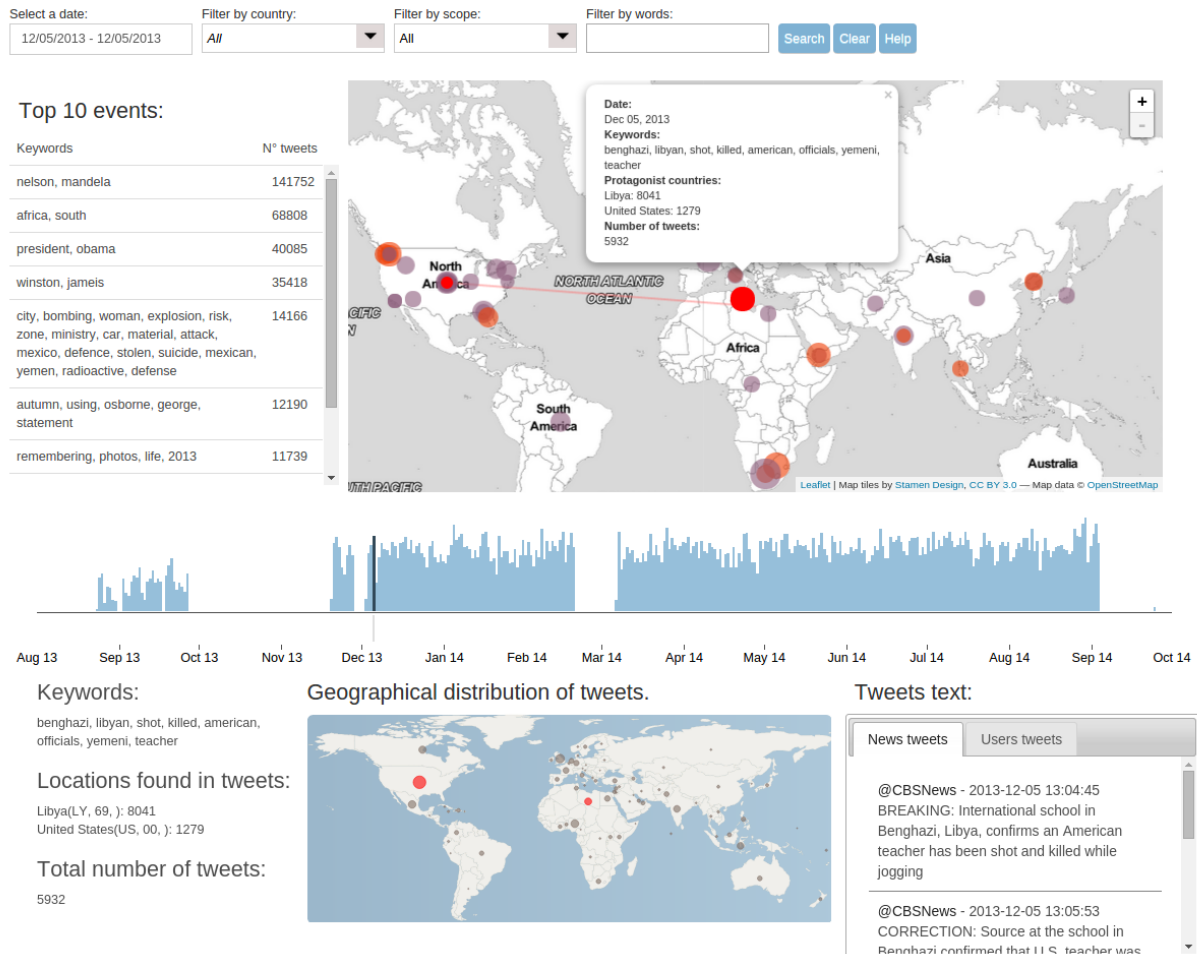 Select a date:
Filter by country:
Filter by scope:
Filter by words:
12/05/2013 - 12/05/2013
All
All
Search
Clear
Help
Top 10 events:
Keywords
N° tweets
nelson, mandela
141752
africa, south
68808
president, obama
40085
winston, jameis
35418
city, bombing, woman, explosion, risk,
14166
zone, ministry, car, material, attack,
mexico, defence, stolen, suicide, mexican,
yemen, radioactive, defense
autumn, using, osborne, george,
12190
statement
remembering, photos, life, 2013
11739
Date:
Dec 05, 2013
Keywords:
benghazi, libyan, shot, killed, american, officials, yemeni,
teacher
Protagonist countries:
Libya: 8041
United States: 1279
Number of tweets:
5932
×
+
-
North
America
NORTH ATLANTIC
OCEAN
CIFIC
N
Asia
Africa
South
America
Australia
UTH PACIFIC
Leaflet | Map tiles by Stamen Design, CC BY 3.0 — Map data © OpenStreetMap
Aug 13
Sep 13
Oct 13
Nov 13
Dec 13
Jan 14
Feb 14
Mar 14
Apr 14
May 14
Jun 14
Jul 14
Aug 14
Sep 14
Oct 14
Keywords:
benghazi, libyan, shot, killed, american,
officials, yemeni, teacher
Locations found in tweets:
Libya(LY, 69, ): 8041
United States(US, 00, ): 1279
Total number of tweets:
5932
Geographical distribution of tweets.
Tweets text:
News tweets
Users tweets
@CBSNews - 2013-12-05 13:04:45
BREAKING: International school in
Benghazi, Libya, confirms an American
teacher has been shot and killed while
jogging
@CBSNews - 2013-12-05 13:05:53
CORRECTION: Source at the school in
Benghazi confirmed that U.S. teacher was